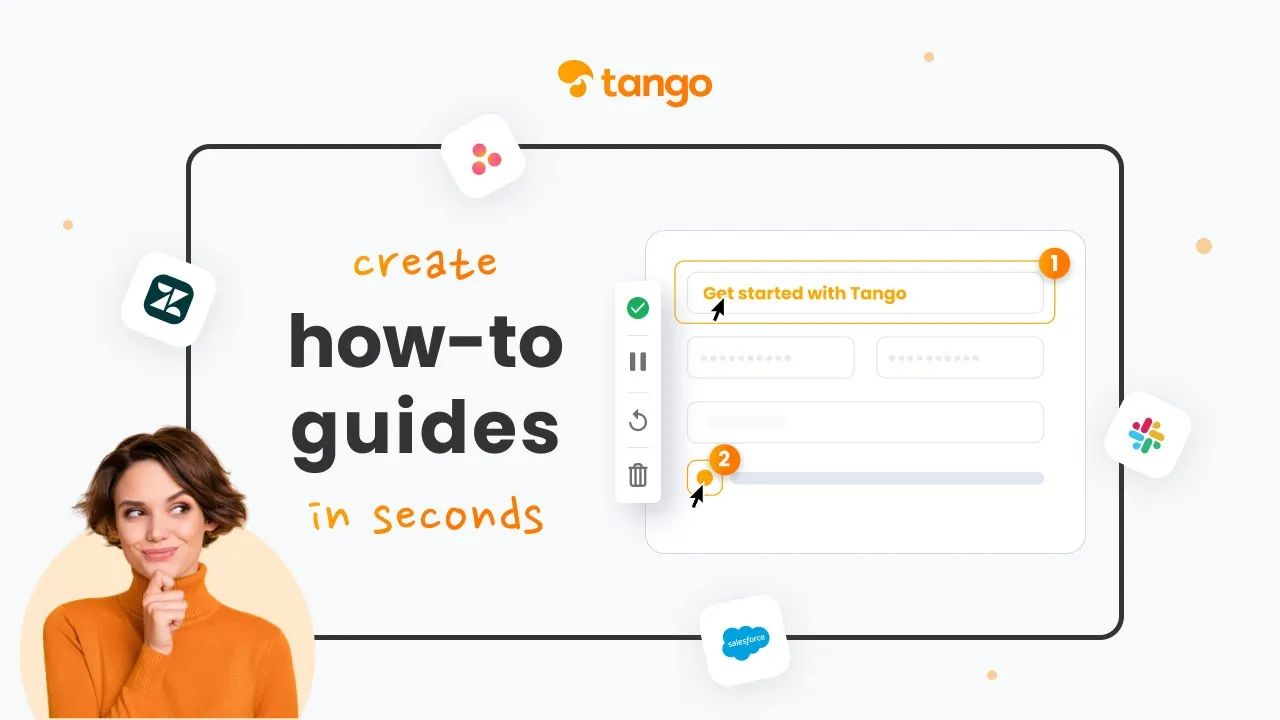 tango
create
how-to
guides
in seconds
1
Get started with Tango
2
salesforce